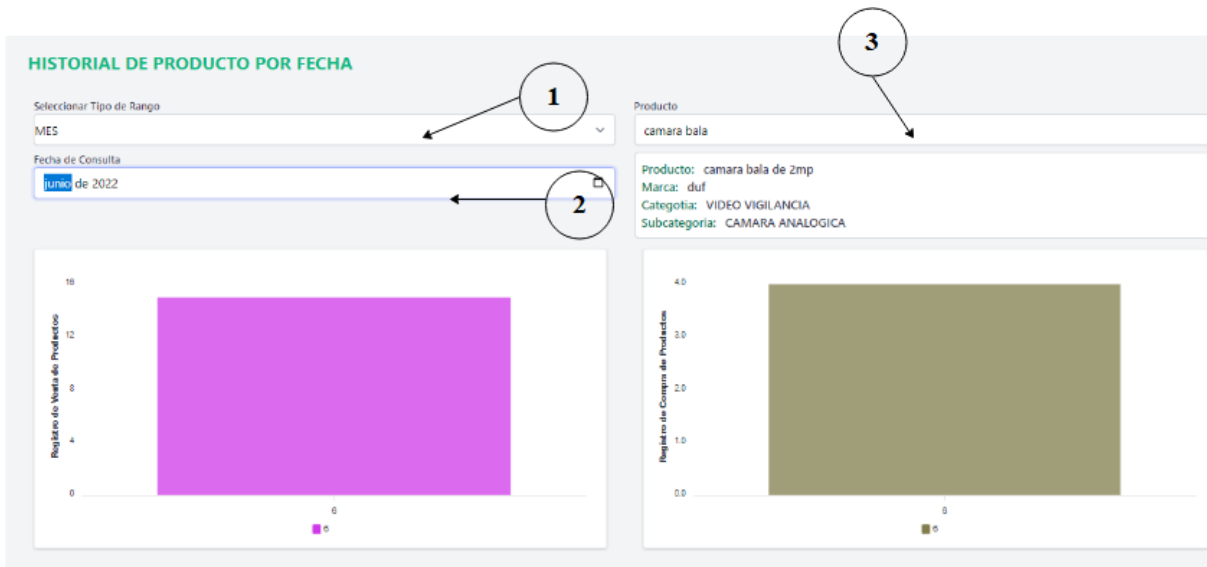 HISTORIAL DE PRODUCTO POR FECHA
1
3
Seleccionar Tipo de Rango
MES
Fecha de Consulta
junio de 2022
2
Producto
camara bala
Producto: camara bala de 2mp
Marca: duf
Categotia: VIDEO VIGILANCIA
Subcategoria: CAMARA ANALOGICA
Registro de Venta de Productos
16
12
8
4
0
6
6
Registro de Compra de Productos
4.0
3.0
2.0
1.0
0.0
6
6